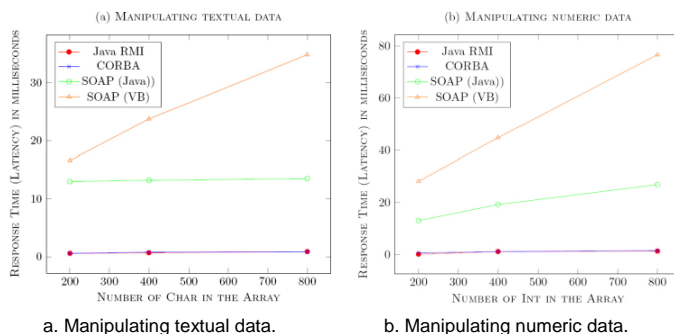 (a) MANIPULATING TEXTUAL DATA
RESPONSE TIME (LATENCY) IN MILLISECONDS
30
20
10
0
Java RMI
CORBA
SOAP (Java))
SOAP (VB)
200 300 400 500 600 700 800
NUMBER OF CHAR IN THE ARRAY
a. Manipulating textual data.
(b) MANIPULATING NUMERIC DATA
RESPONSE TIME (LATENCY) IN MILLISECONDS
80
60
40
20
0
Java RMI
CORBA
SOAP (Java))
SOAP (VB)
200 300 400 500 600 700 800
NUMBER OF INT IN THE ARRAY
b. Manipulating numeric data.